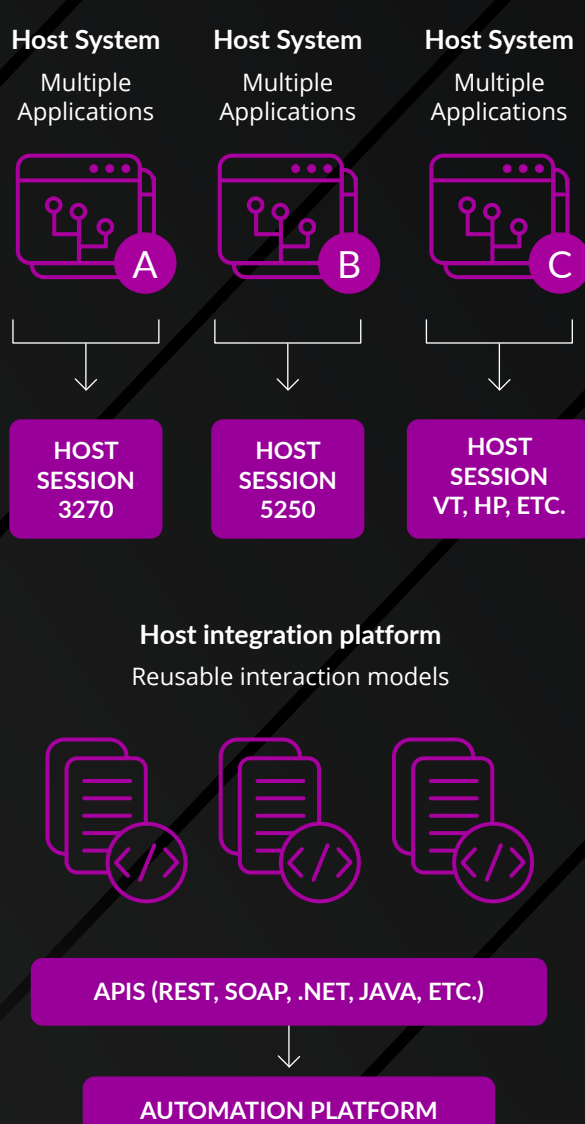 Host System
Multiple
Applications
A
Host System
Multiple
Applications
B
Host System
Multiple
Applications
C
HOST
SESSION
3270
HOST
SESSION
5250
HOST
SESSION
VT, HP, ETC.
Host integration platform
Reusable interaction models
</>
</>
</>
APIS (REST, SOAP, .NET, JAVA, ETC.)
AUTOMATION PLATFORM